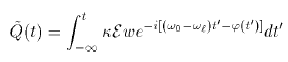 \tilde{Q}(t) = \int_{-\infty}^{t} \kappa \mathcal{E} w e^{-i[(\omega_0 - \omega_\ell)t' - \varphi(t')]} dt'